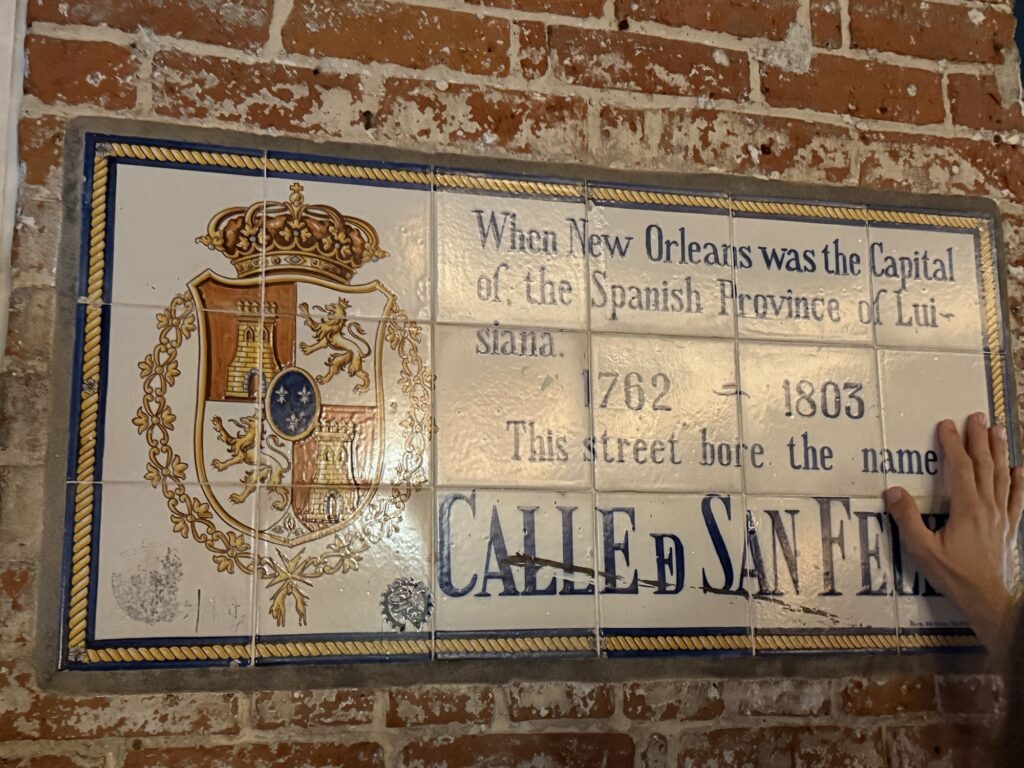 When New Orleans was the Capital
of, the Spanish Province of Lui~
siana.
1762 ~ 1803
This street bore the name
CALLE D SAN FELI